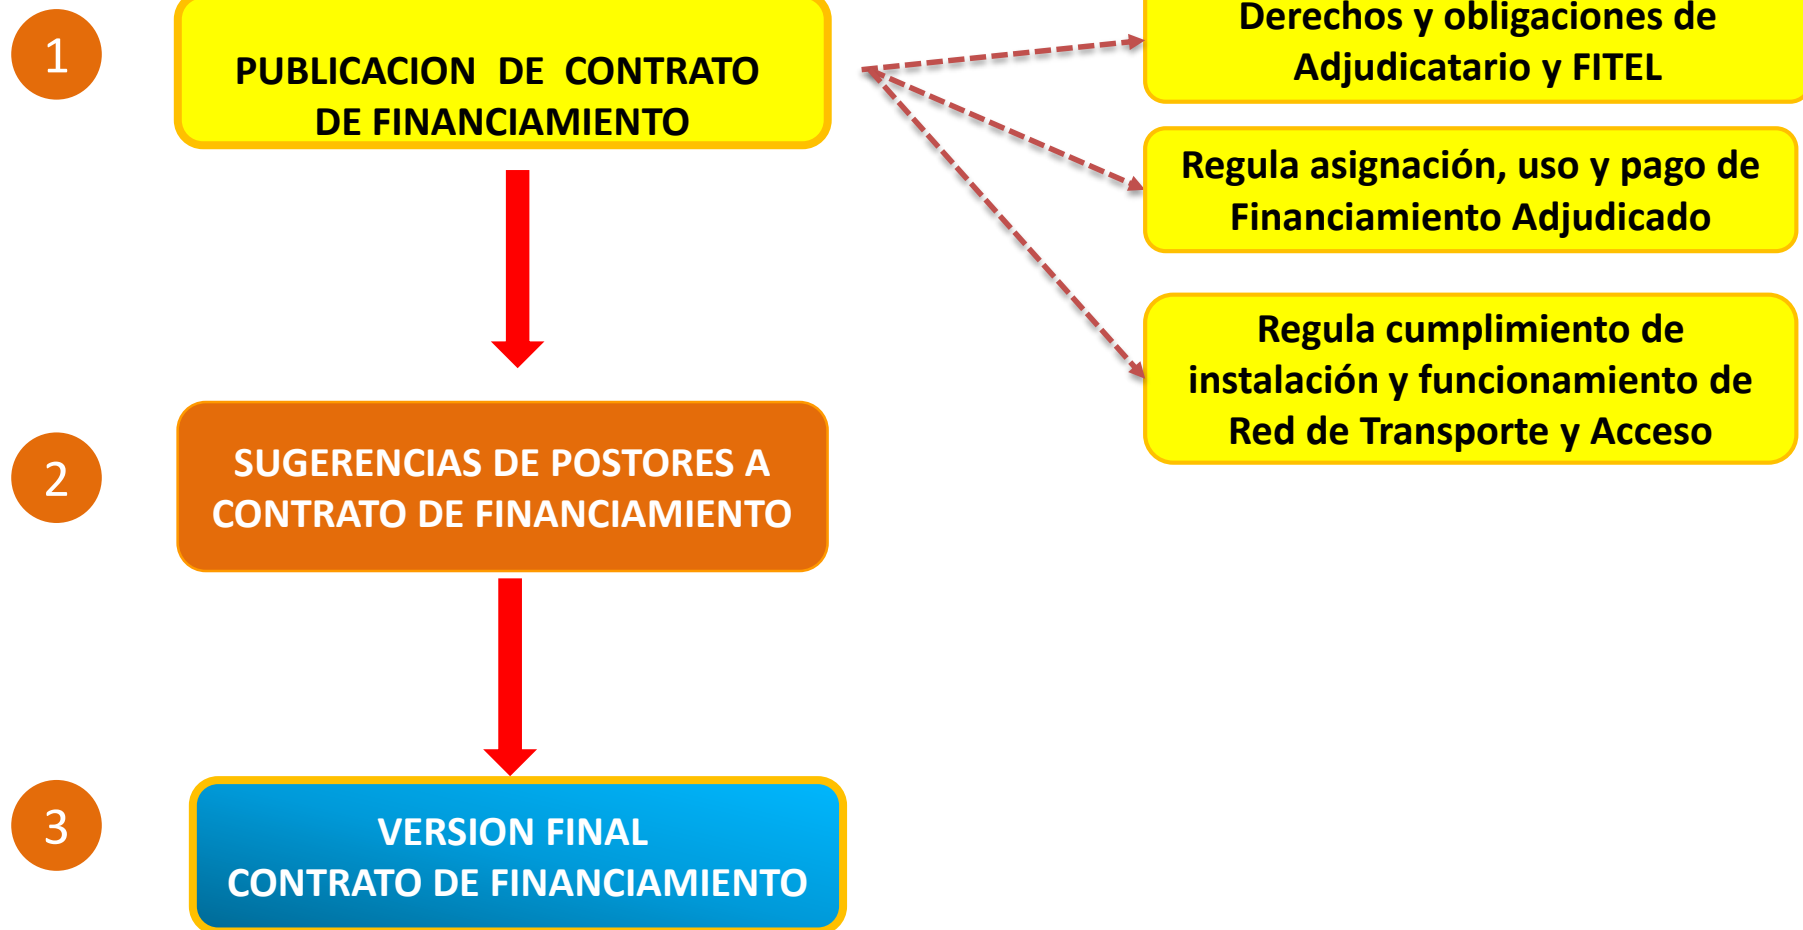 1
PUBLICACION DE CONTRATO
DE FINANCIAMIENTO
Derechos y obligaciones de
Adjudicatario y FITEL
Regula asignación, uso y pago de
Financiamiento Adjudicado
Regula cumplimiento de
instalación y funcionamiento de
Red de Transporte y Acceso
2
SUGERENCIAS DE POSTORES A
CONTRATO DE FINANCIAMIENTO
3
VERSION FINAL
CONTRATO DE FINANCIAMIENTO